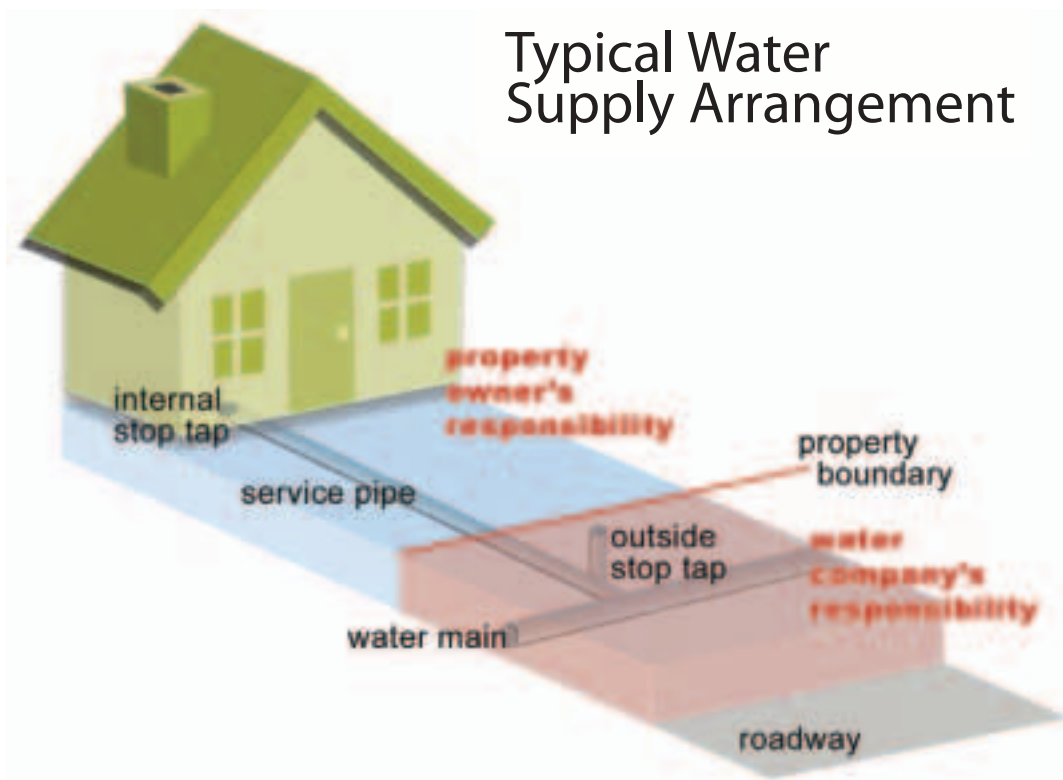 Typical Water
Supply Arrangement
internal
stop tap
property
owner's
responsibility
service pipe
property
boundary
outside
stop tap
water
company's
responsibility
water main
roadway